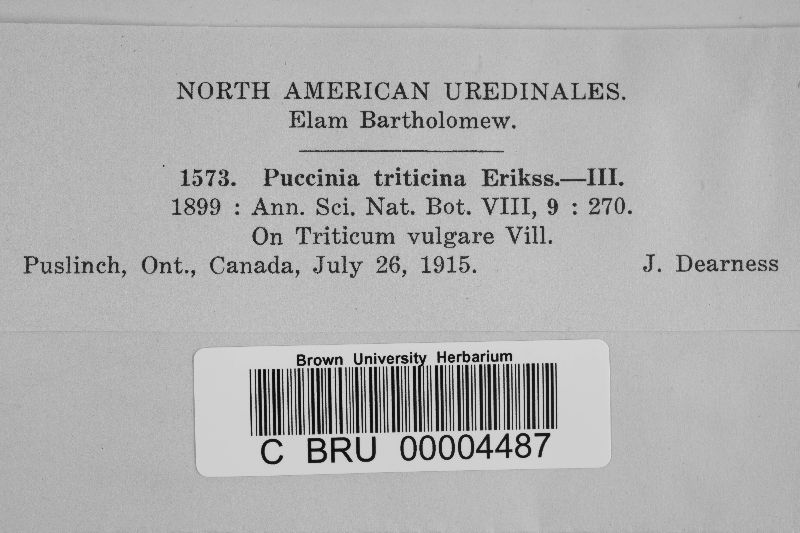 NORTH AMERICAN UREDINALES.
Elam Bartholomew.
1573. Puccinia triticina Erikss.—III.
1899 : Ann. Sci. Nat. Bot. VIII, 9 : 270.
On Triticum vulgare Vill.
Puslinch, Ont., Canada, July 26, 1915. J. Dearness
Brown University Herbarium
C BRU 00004487